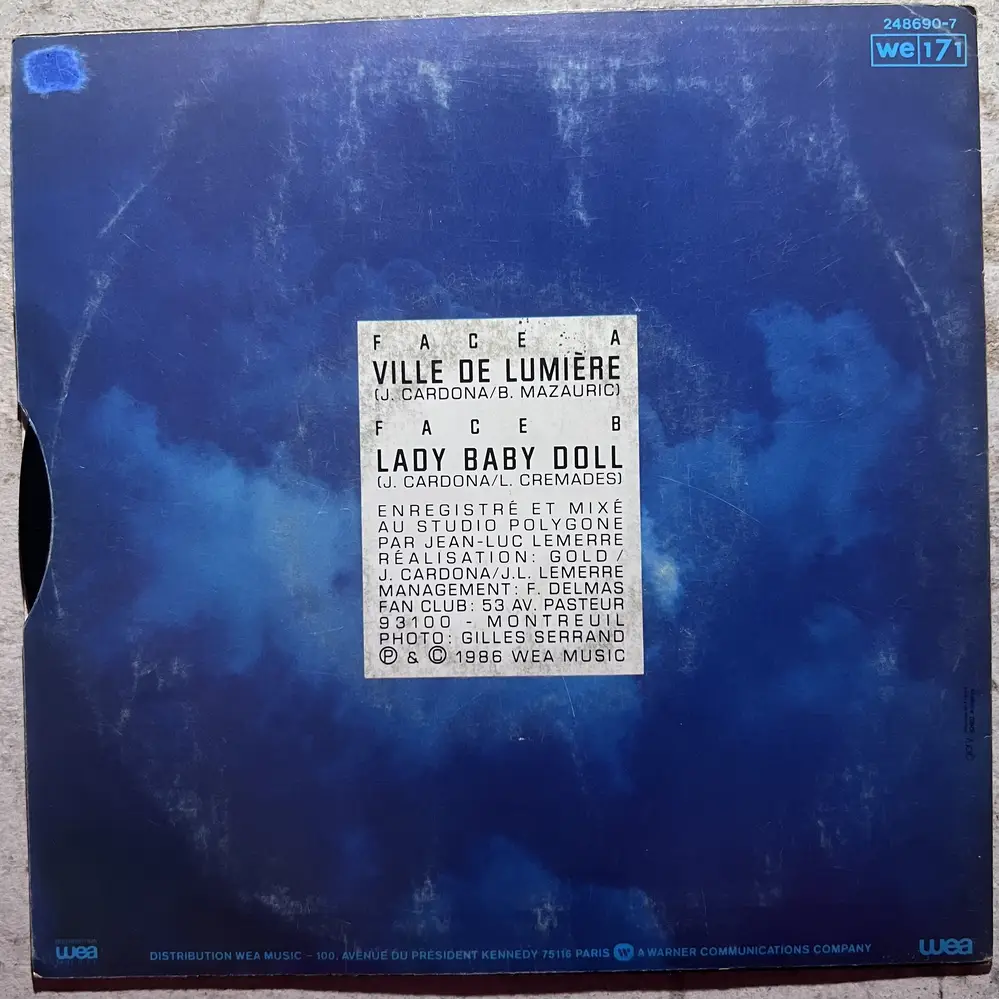 248690-7
we 171
FACE A
VILLE DE LUMIÈRE
(J. CARDONA/B. MAZAURIC)
FACE B
LADY BABY DOLL
(J. CARDONA/L. CREMADES)
ENREGISTRÉ ET MIXÉ
AU STUDIO POLYGONE
PAR JEAN-LUC LEMERRE
RÉALISATION: GOLD /
J. CARDONA/J.L. LEMERRE
MANAGEMENT: F. DELMAS
FAN CLUB: 53 AV. PASTEUR
93100 - MONTREUIL
PHOTO: GILLES SERRAND
Ⓟ & © 1986 WEA MUSIC
wea
DISTRIBUTION WEA MUSIC – 100, AVENUE DU PRÉSIDENT KENNEDY 75116 PARIS W A WARNER COMMUNICATIONS COMPANY
wea